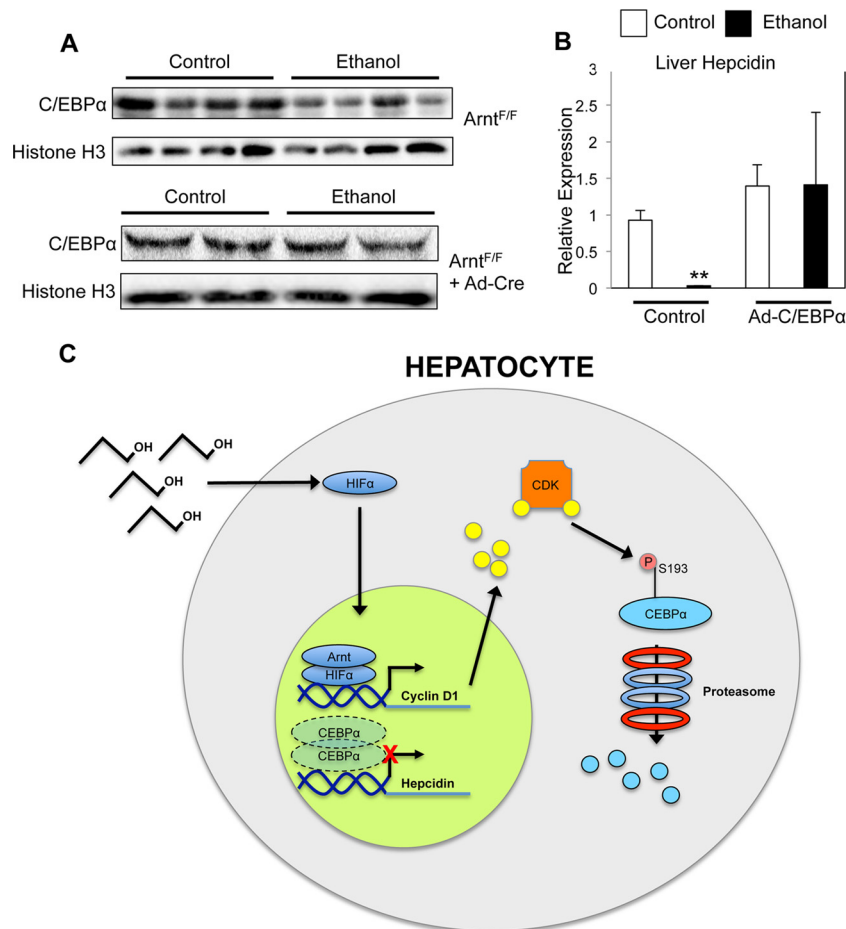 A
Control Ethanol
C/EBPα
Arnt^F/F
Histone H3
Control Ethanol
C/EBPα
Arnt^F/F
+ Ad-Cre
Histone H3
Control Ethanol
B
Liver Hepcidin
Relative Expression
3
2.5
2
1.5
1
0.5
0
**
Control Ad-C/EBPα
C
HEPATOCYTE
OH
OH
OH
OH
HIFα
CDK
P
S193
CEBPα
Proteasome
Arnt
HIFα
Cyclin D1
CEBPα
CEBPα
X
Hepcidin